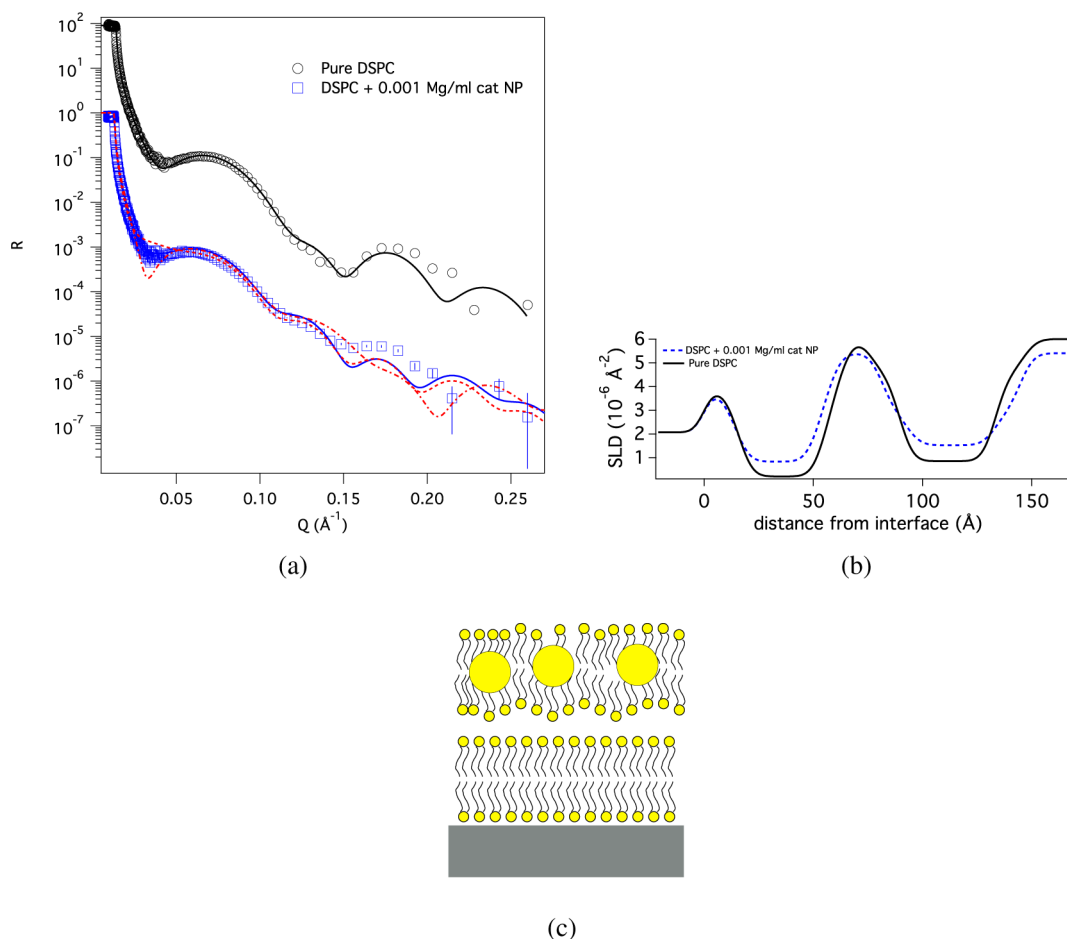 10²
10¹
10⁰
10⁻¹
10⁻²
10⁻³
10⁻⁴
10⁻⁵
10⁻⁶
10⁻⁷
R
Pure DSPC
DSPC + 0.001 Mg/ml cat NP
0.05
0.10
0.15
0.20
0.25
Q (Å⁻¹)
(a)
6
5
4
3
2
1
SLD (10⁻⁶ Å⁻²)
DSPC + 0.001 Mg/ml cat NP
Pure DSPC
0
50
100
150
distance from interface (Å)
(b)
(c)